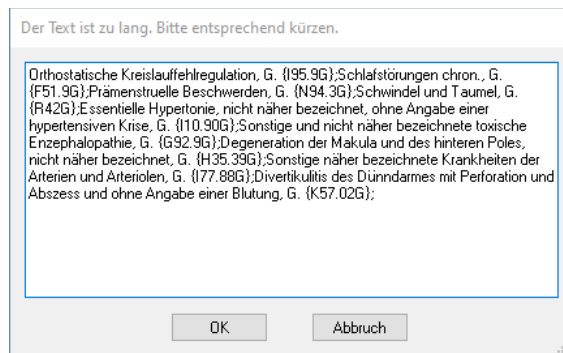 Der Text ist zu lang. Bitte entsprechend kürzen.
Orthostatische Kreislauffehlregulation, G. {I95.9G};Schlafstörungen chron., G.
{F51.9G};Prämenstruelle Beschwerden, G. {N94.3G};Schwindel und Taumel, G.
{R42G};Essentielle Hypertonie, nicht näher bezeichnet, ohne Angabe einer
hypertensiven Krise, G. {I10.90G};Sonstige und nicht näher bezeichnete toxische
Enzephalopathie, G. {G92.9G};Degeneration der Makula und des hinteren Poles,
nicht näher bezeichnet, G. {H35.39G};Sonstige näher bezeichnete Krankheiten der
Arterien und Arteriolen, G. {I77.88G};Divertikulitis des Dünndarmes mit Perforation und
Abszess und ohne Angabe einer Blutung, G. {K57.02G};
OK
Abbruch